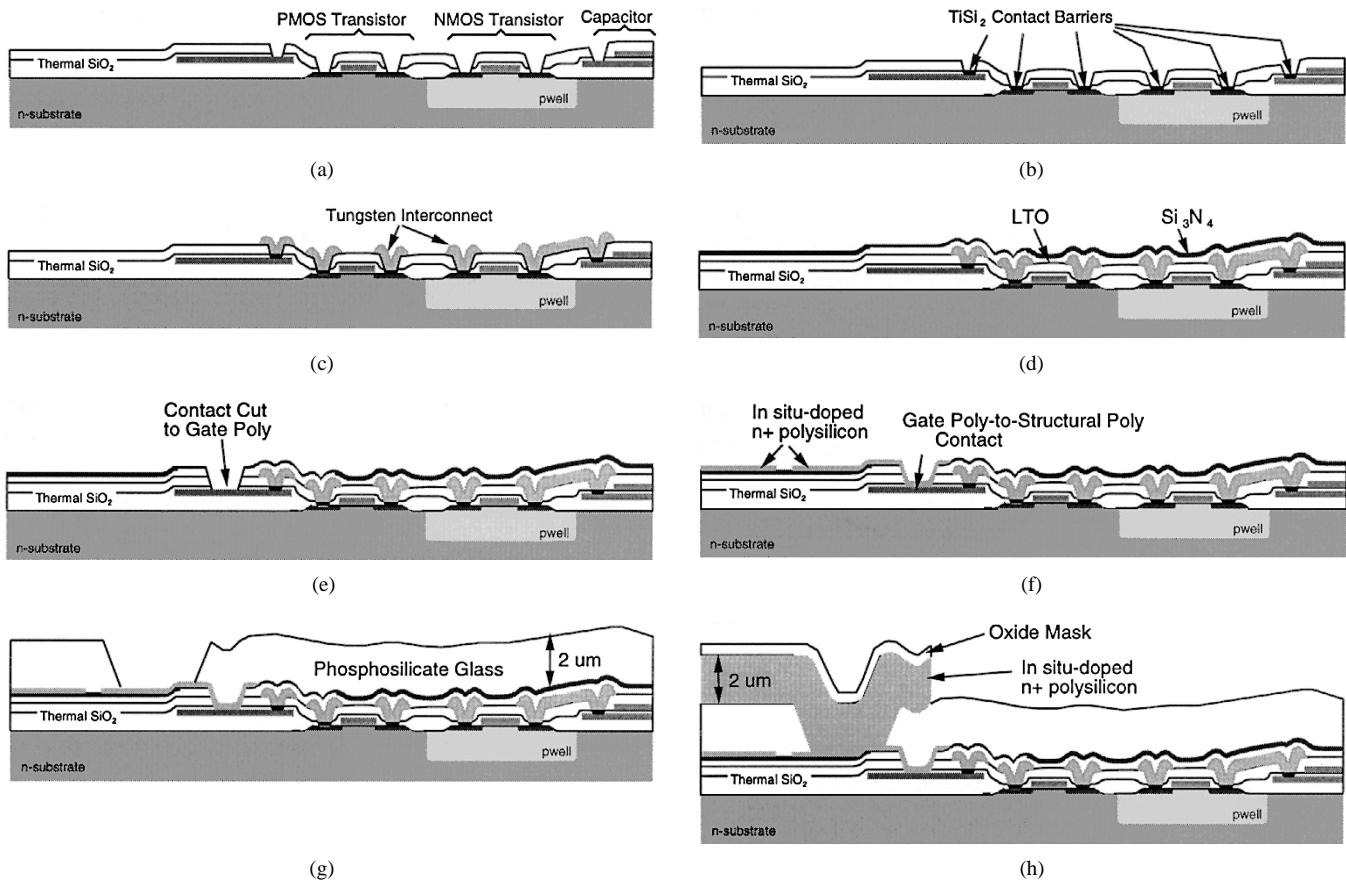 PMOS Transistor NMOS Transistor Capacitor
Thermal SiO₂
pwell
n-substrate
(a)
TiSi₂ Contact Barriers
Thermal SiO₂
pwell
n-substrate
(b)
Tungsten Interconnect
Thermal SiO₂
pwell
n-substrate
(c)
LTO Si₃N₄
Thermal SiO₂
pwell
n-substrate
(d)
Contact Cut
to Gate Poly
Thermal SiO₂
pwell
n-substrate
(e)
In situ-doped
n+ polysilicon
Gate Poly-to-Structural Poly
Contact
Thermal SiO₂
pwell
n-substrate
(f)
Phosphosilicate Glass
2 um
Thermal SiO₂
pwell
n-substrate
(g)
Oxide Mask
2 um
In situ-doped
n+ polysilicon
Thermal SiO₂
pwell
n-substrate
(h)